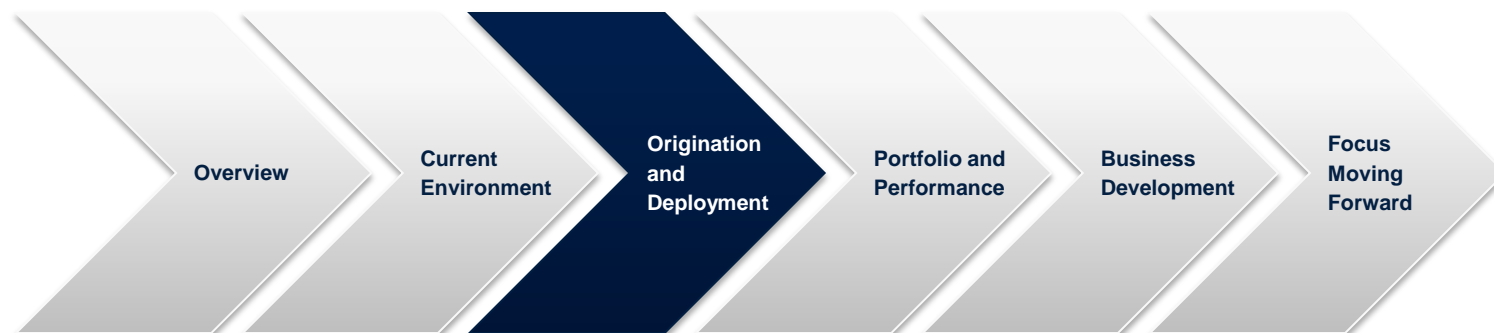 Overview
Current
Environment
Origination
and
Deployment
Portfolio and
Performance
Business
Development
Focus
Moving
Forward